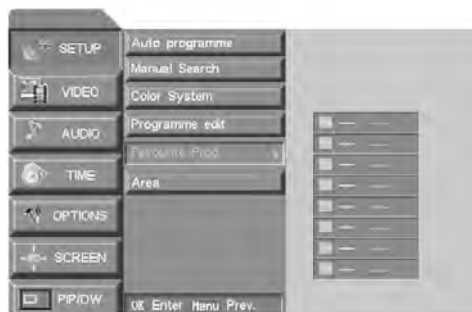 SETUP
VIDEO
AUDIO
TIME
OPTIONS
SCREEN
PIP/DW
Auto programme
Manual Search
Color System
Programme edit
Favourite Prod.
Area
OK Enter Menu Prev.